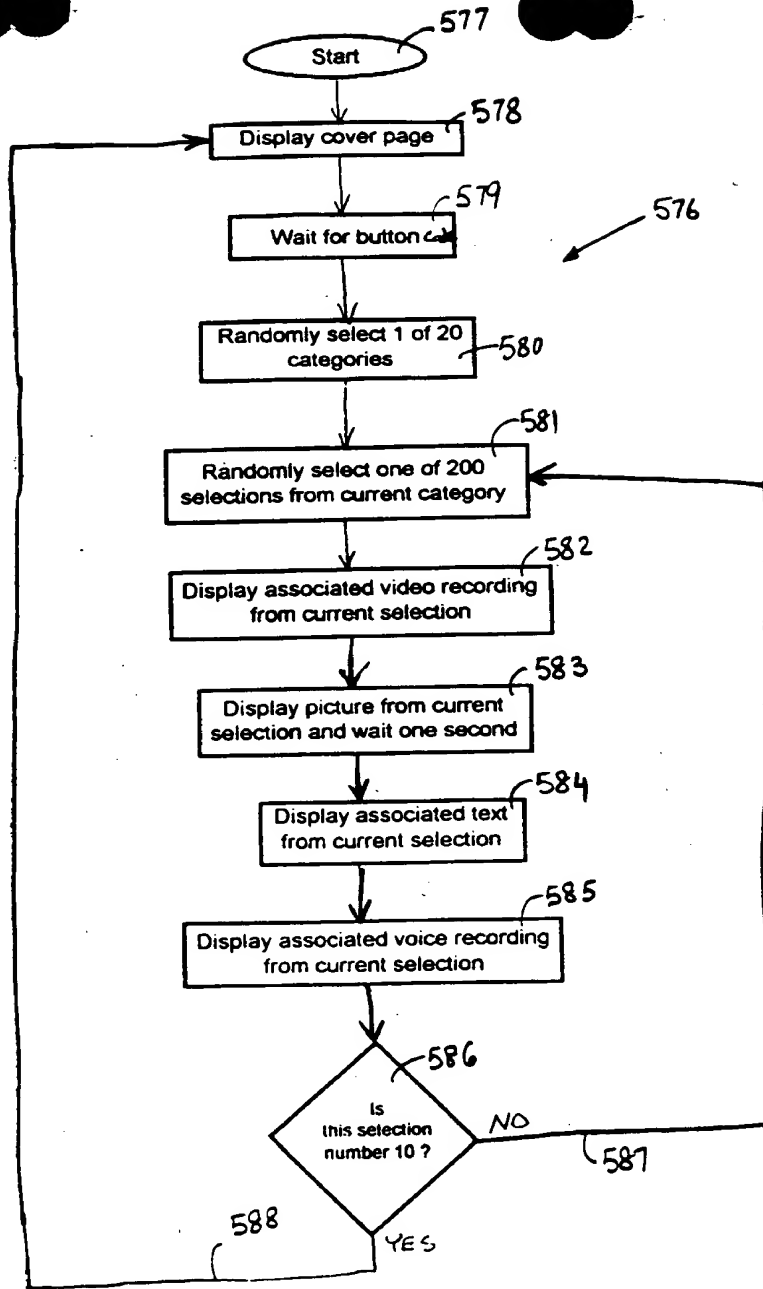 577
Start
578
Display cover page
579
Wait for button
576
Randomly select 1 of 20
categories
580
581
Randomly select one of 200
selections from current category
582
Display associated video recording
from current selection
583
Display picture from current
selection and wait one second
584
Display associated text
from current selection
585
Display associated voice recording
from current selection
586
Is
this selection
number 10 ?
NO
587
588
YES